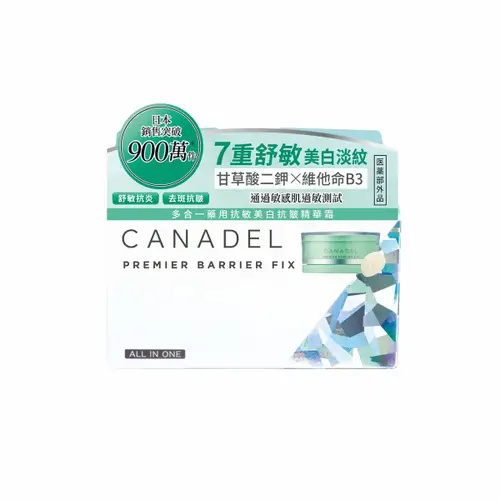 日本
銷售突破
900萬件
舒敏抗炎
去斑抗皺
7重舒敏美白淡紋
甘草酸二鉀×維他命B3
通過敏感肌過敏測試
医薬部外品
多合一藥用抗敏美白抗皺精華霜
CANADEL
PREMIER BARRIER FIX
CANADEL
ALL IN ONE